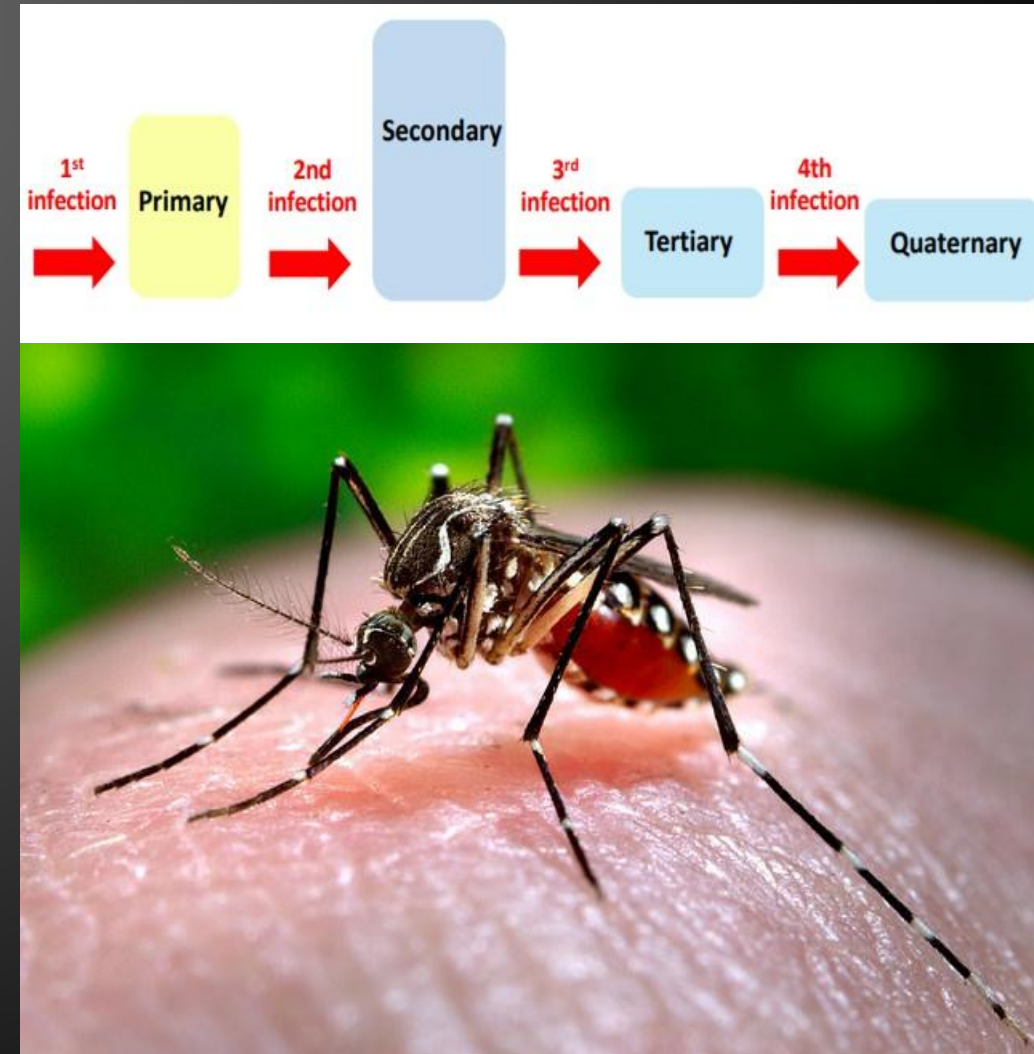 1st
infection
Primary
2nd
infection
Secondary
3rd
infection
Tertiary
4th
infection
Quaternary